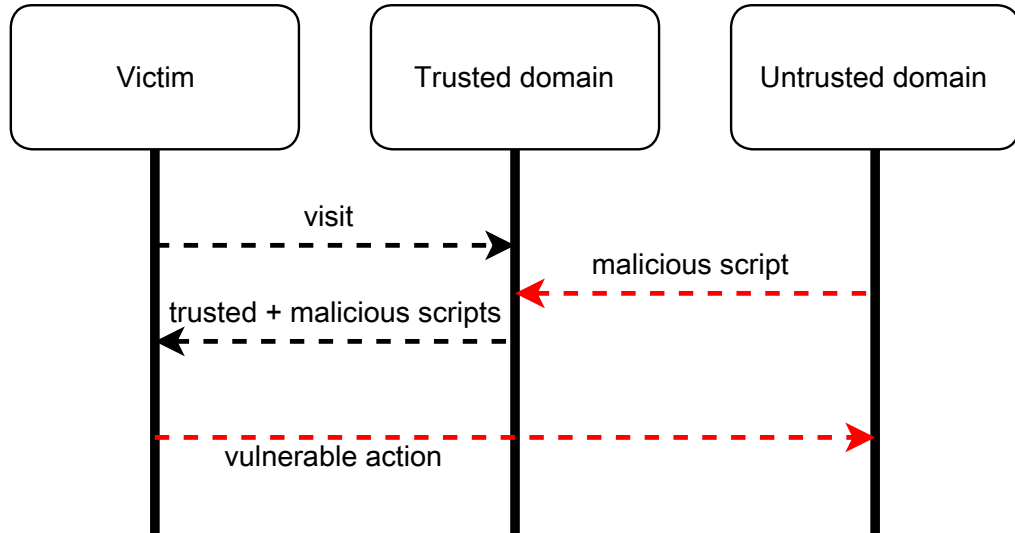 Victim
Trusted domain
Untrusted domain
visit
malicious script
trusted + malicious scripts
vulnerable action